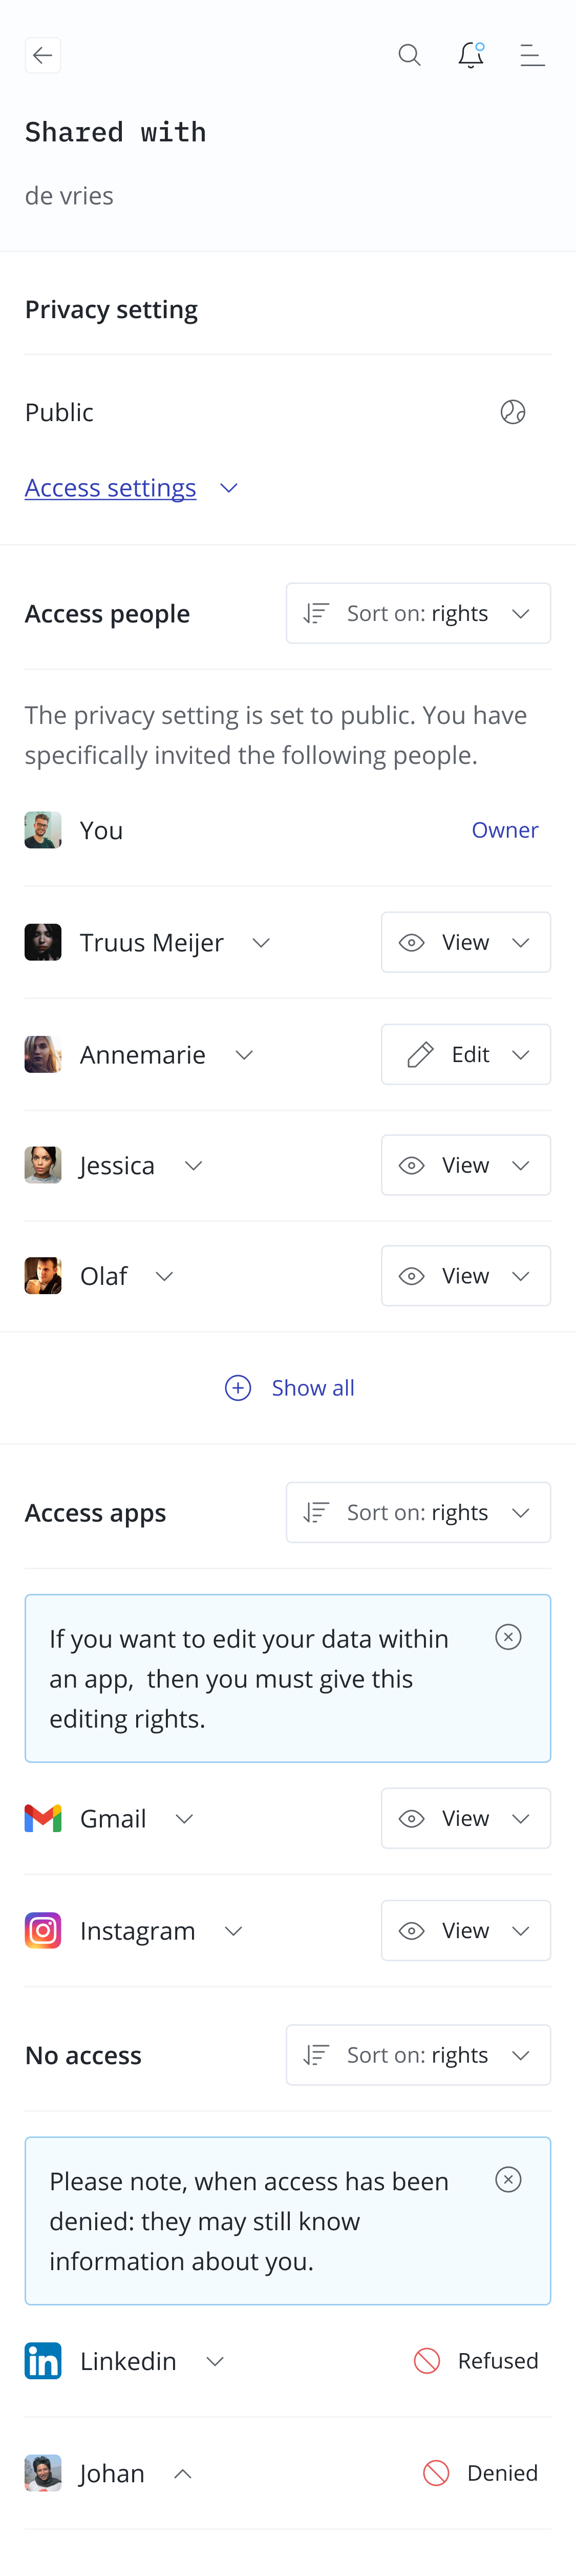 Shared with
de vries
Privacy setting
Public
Access settings
Access people
Sort on: rights
The privacy setting is set to public. You have
specifically invited the following people.
You
Owner
Truus Meijer
View
Annemarie
Edit
Jessica
View
Olaf
View
Show all
Access apps
Sort on: rights
If you want to edit your data within
an app,  then you must give this
editing rights.
Gmail
View
Instagram
View
No access
Sort on: rights
Please note, when access has been
denied: they may still know
information about you.
in
Linkedin
Refused
Johan
Denied